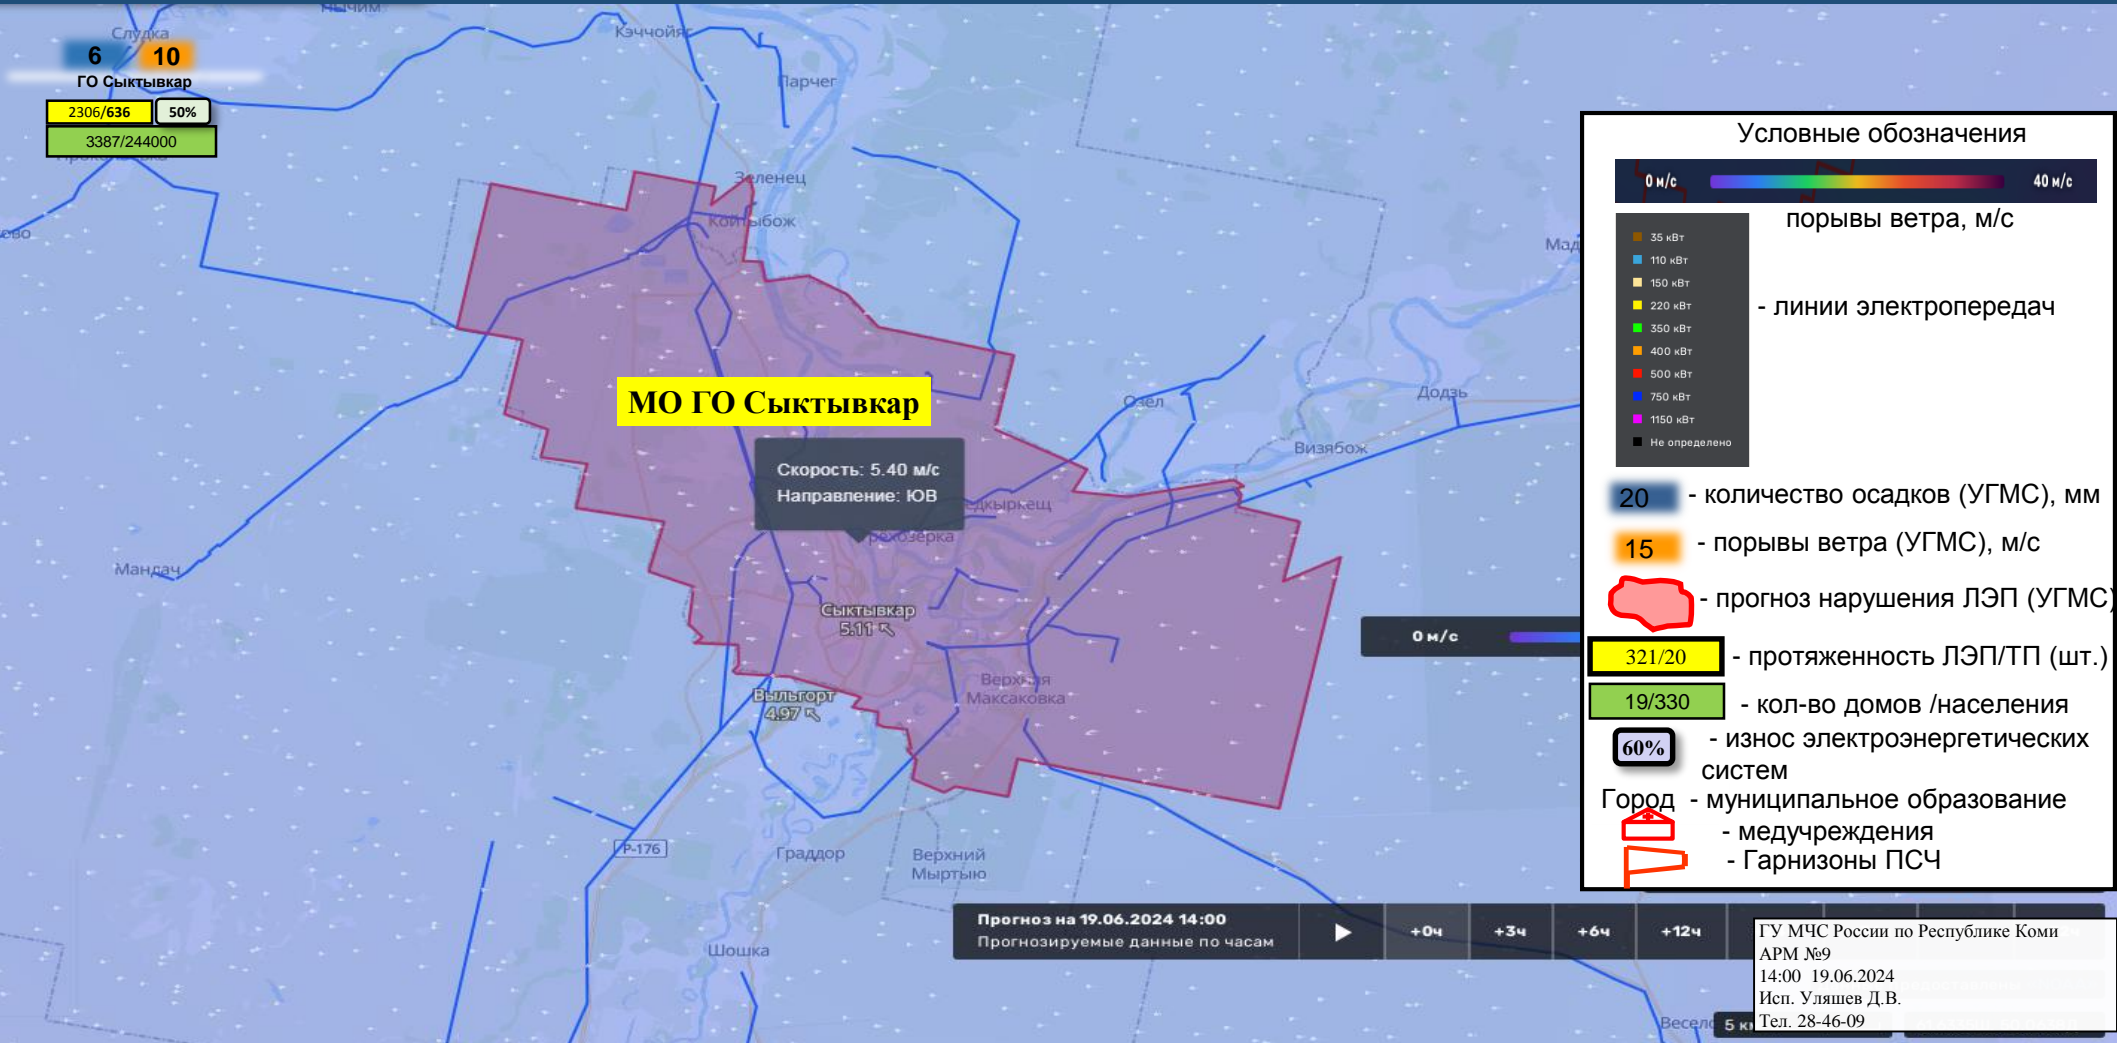 Слудка
Кэччойяг
Парчег
6 10
ГО Сыктывкар
2306/636 50%
3387/244000
Зеленец
Койтыбож
МО ГО Сыктывкар
Скорость: 5.40 м/с
Направление: ЮВ
Озёл
Додзь
Визябож
Мандач
Сыктывкар
5.11
Верхняя
Максаковка
Выльгорт
4.97
0 м/с
P-176
Граддор
Верхний
Мыртыю
Шошка
Прогноз на 19.06.2024 14:00
Прогнозируемые данные по часам
+0ч +3ч +6ч +12ч
5 к
Условные обозначения
0 м/с 40 м/с
порывы ветра, м/с
35 кВт
110 кВт
150 кВт
220 кВт
350 кВт
400 кВт
500 кВт
750 кВт
1150 кВт
Не определено
- линии электропередач
20 - количество осадков (УГМС), мм
15 - порывы ветра (УГМС), м/с
- прогноз нарушения ЛЭП (УГМС)
321/20 - протяженность ЛЭП/ТП (шт.)
19/330 - кол-во домов /населения
60% - износ электроэнергетических
систем
Город - муниципальное образование
- медучреждения
- Гарнизоны ПСЧ
ГУ МЧС России по Республике Коми
АРМ №9
14:00 19.06.2024
Исп. Уляшев Д.В.
Тел. 28-46-09